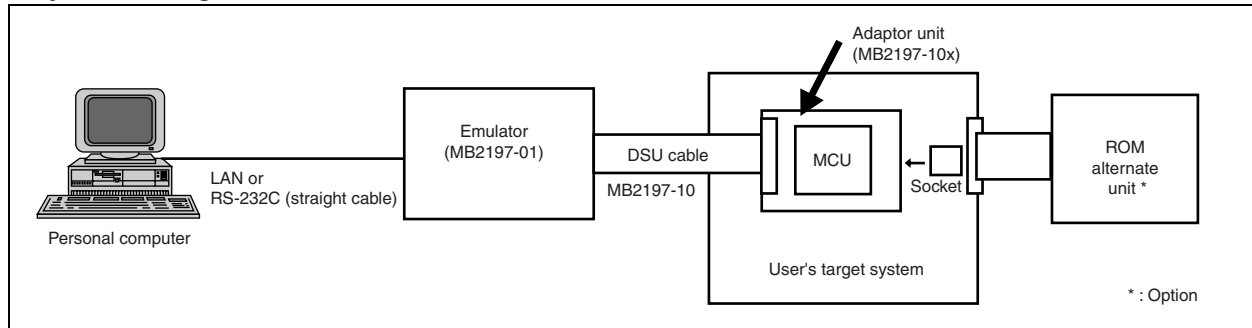 Adaptor unit
(MB2197-10x)
Emulator
(MB2197-01)
DSU cable
MCU
ROM
alternate
unit *
LAN or
RS-232C (straight cable)
MB2197-10
Socket
Personal computer
User's target system
* : Option